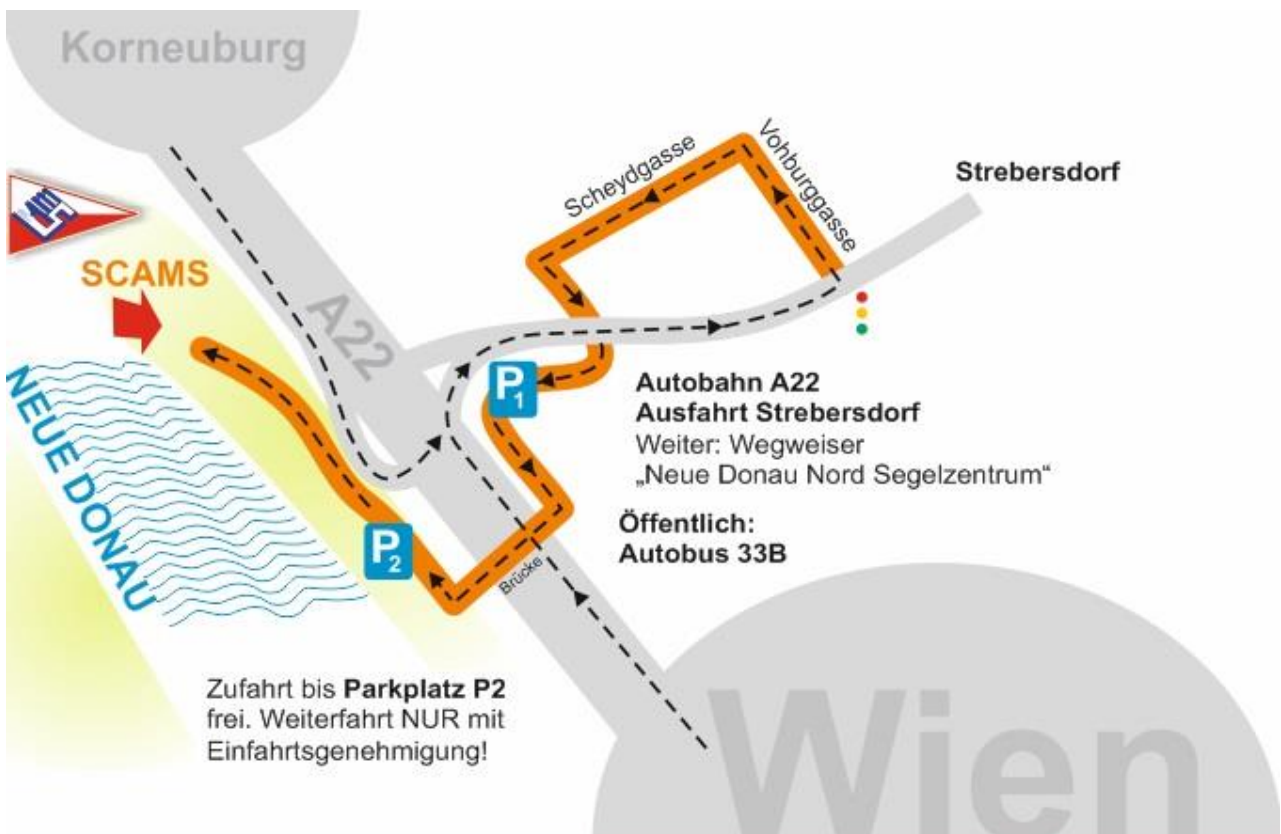 Korneuburg
Scheydgasse
Vohburggasse
Strebersdorf
SCAMS
A22
NEUE DONAU
P1
Autobahn A22
Ausfahrt Strebersdorf
Weiter: Wegweiser
„Neue Donau Nord Segelzentrum“
Öffentlich:
Autobus 33B
P2
Brücke
Zufahrt bis Parkplatz P2
frei. Weiterfahrt NUR mit
Einfahrtsgenehmigung!
Wien